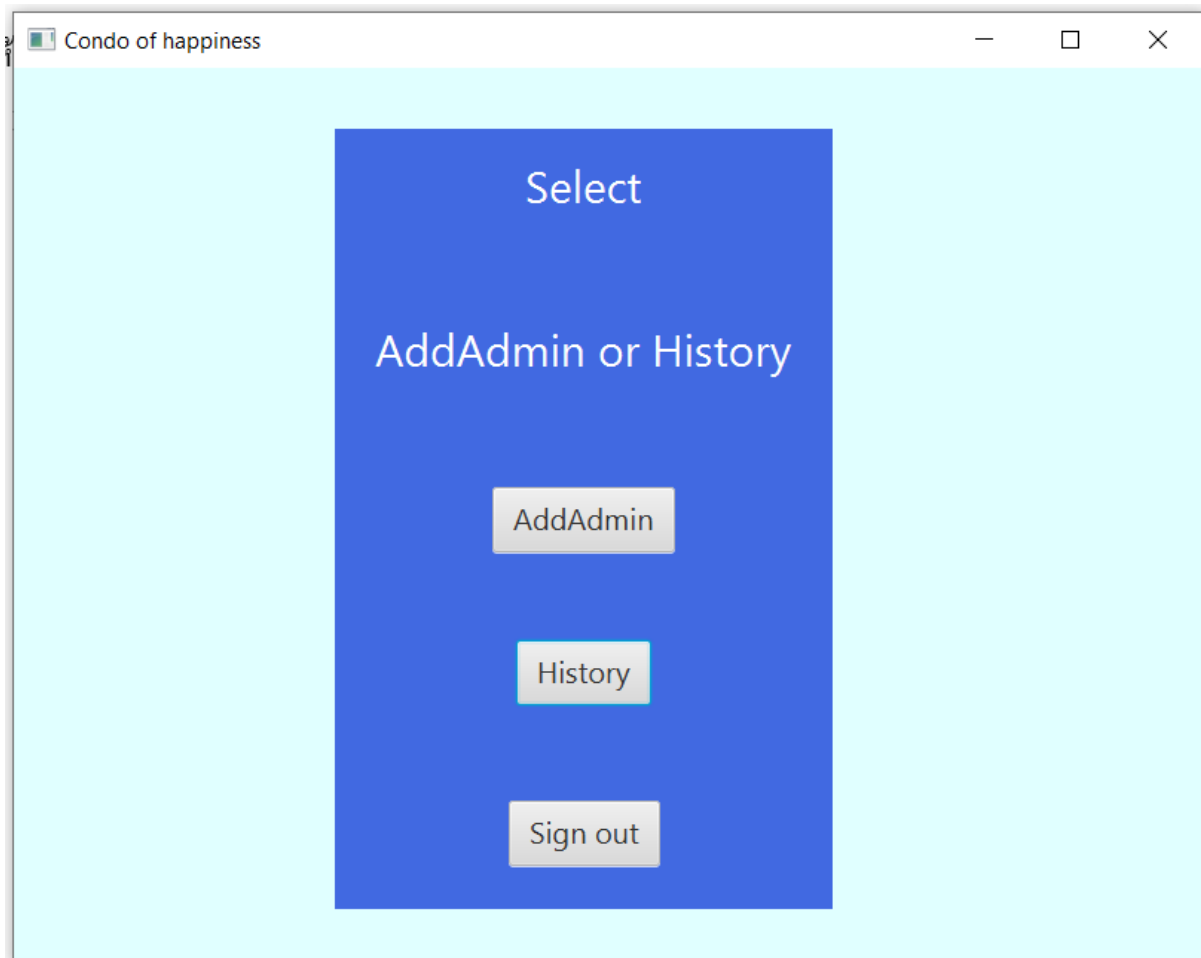 Condo of happiness
Select
AddAdmin or History
AddAdmin
History
Sign out